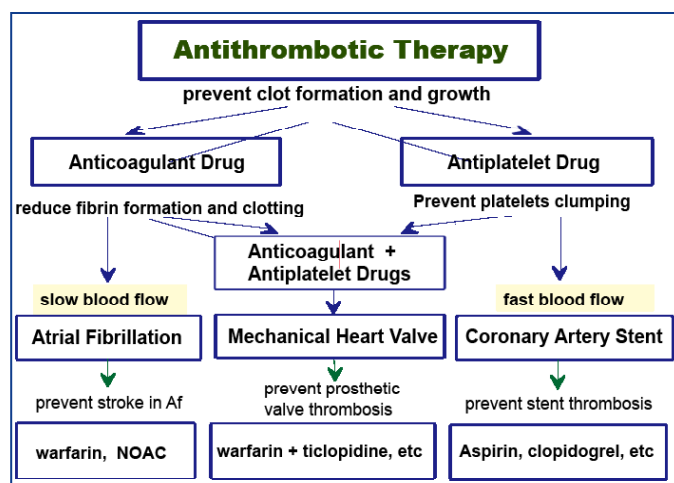 Antithrombotic Therapy
prevent clot formation and growth
Anticoagulant Drug
Antiplatelet Drug
reduce fibrin formation and clotting
Prevent platelets clumping
Anticoagulant +
Antiplatelet Drugs
slow blood flow
fast blood flow
Atrial Fibrillation
Mechanical Heart Valve
Coronary Artery Stent
prevent stroke in Af
prevent prosthetic
valve thrombosis
prevent stent thrombosis
warfarin, NOAC
warfarin + ticlopidine, etc
Aspirin, clopidogrel, etc